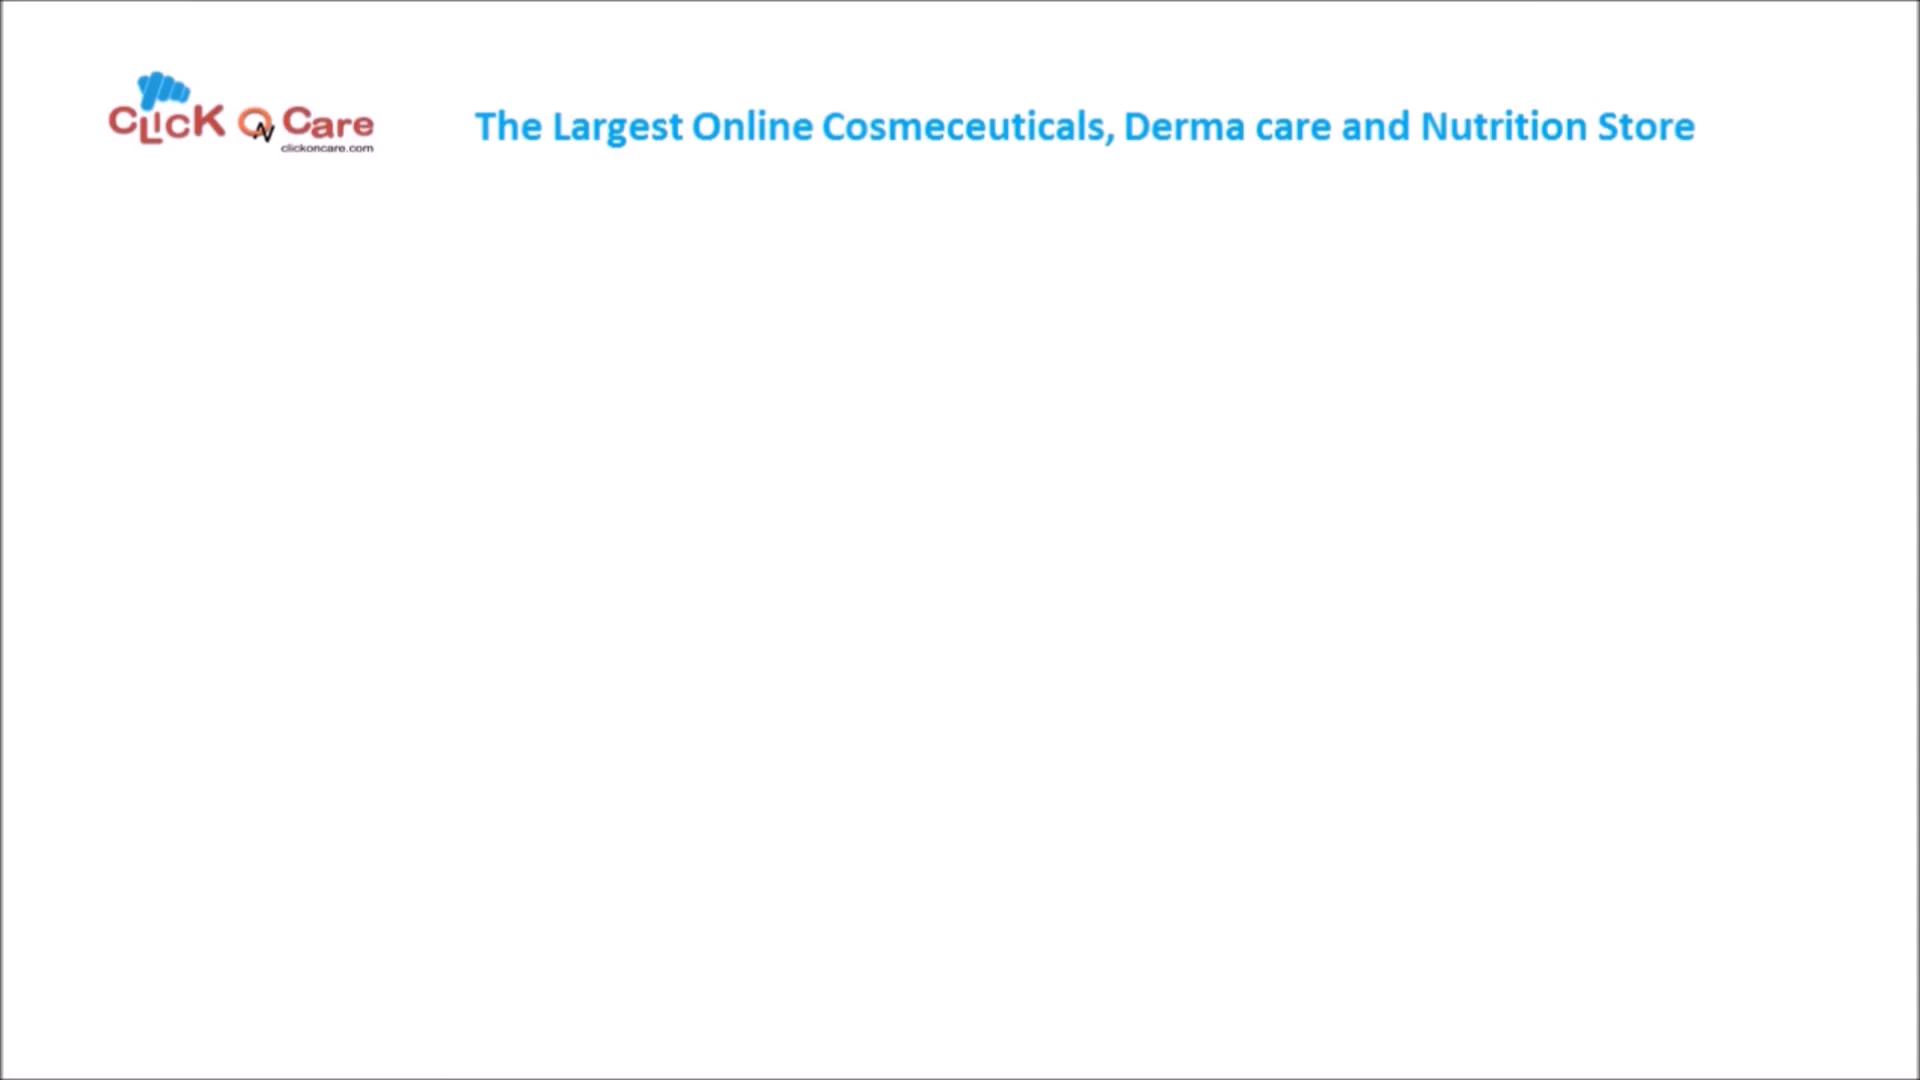 CLicK ON Care
clickoncare.com
The Largest Online Cosmeceuticals, Derma care and Nutrition Store